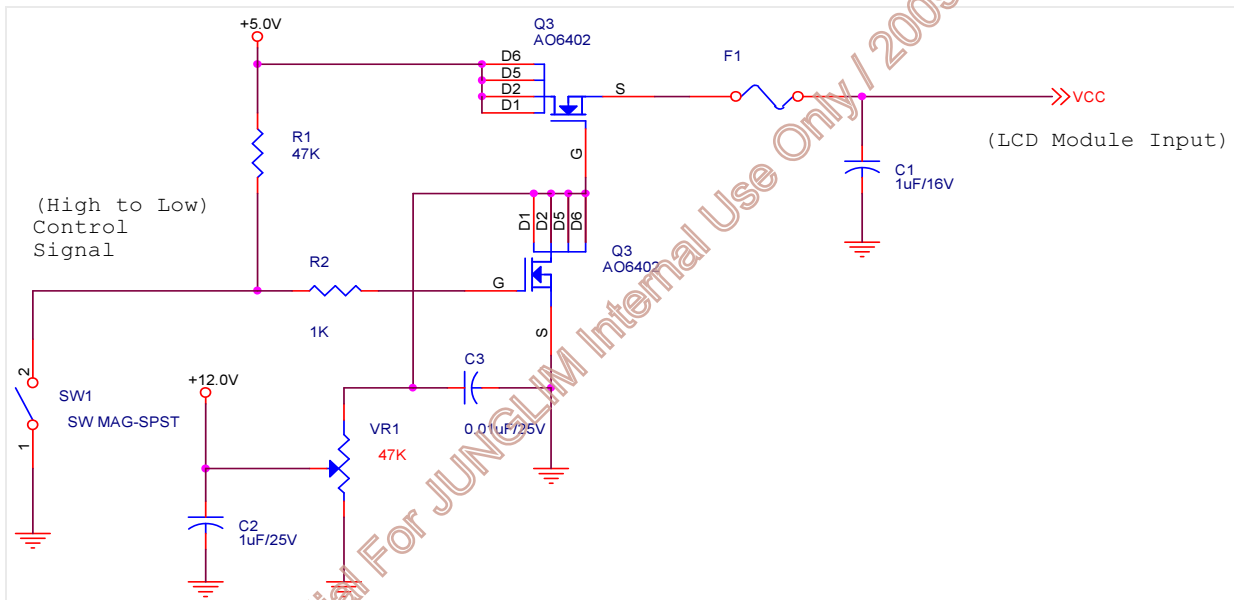 +5.0V
Q3
AO6402
D6
D5
D2
D1
S
G
F1
VCC
(LCD Module Input)
R1
47K
C1
1uF/16V
(High to Low)
Control
Signal
D1
D2
D5
D6
Q3
AO6402
R2
1K
G
S
2
SW1
SW MAG-SPST
1
+12.0V
C3
0.01uF/25V
VR1
47K
C2
1uF/25V
ial For JUNGLIM Internal Use Only / 200